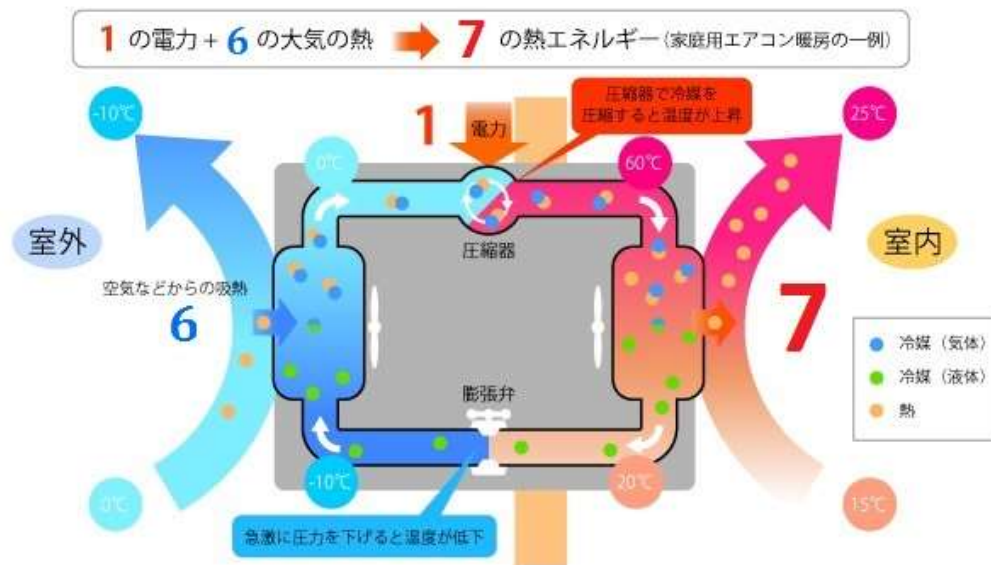 1 の電力 + 6 の大気の熱 7 の熱エネルギー (家庭用エアコン暖房の一例)
-10℃
圧縮器で冷媒を
圧縮すると温度が上昇
25℃
1
電力
0℃
60℃
室外
圧縮器
室内
空気などからの吸熱
6
7
冷媒（気体）
冷媒（液体）
熱
膨張弁
-10℃
20℃
0℃
15℃
急激に圧力を下げると温度が低下